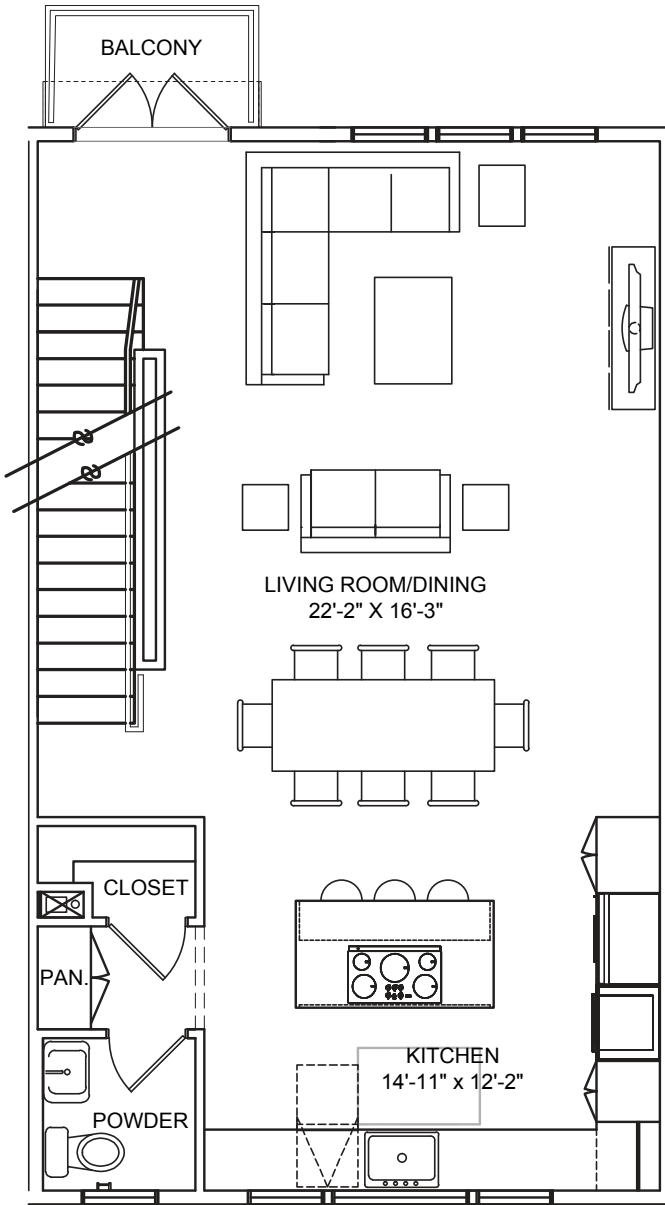 BALCONY
LIVING ROOM/DINING
22'-2" X 16'-3"
CLOSET
PAN.
KITCHEN
14'-11" x 12'-2"
POWDER